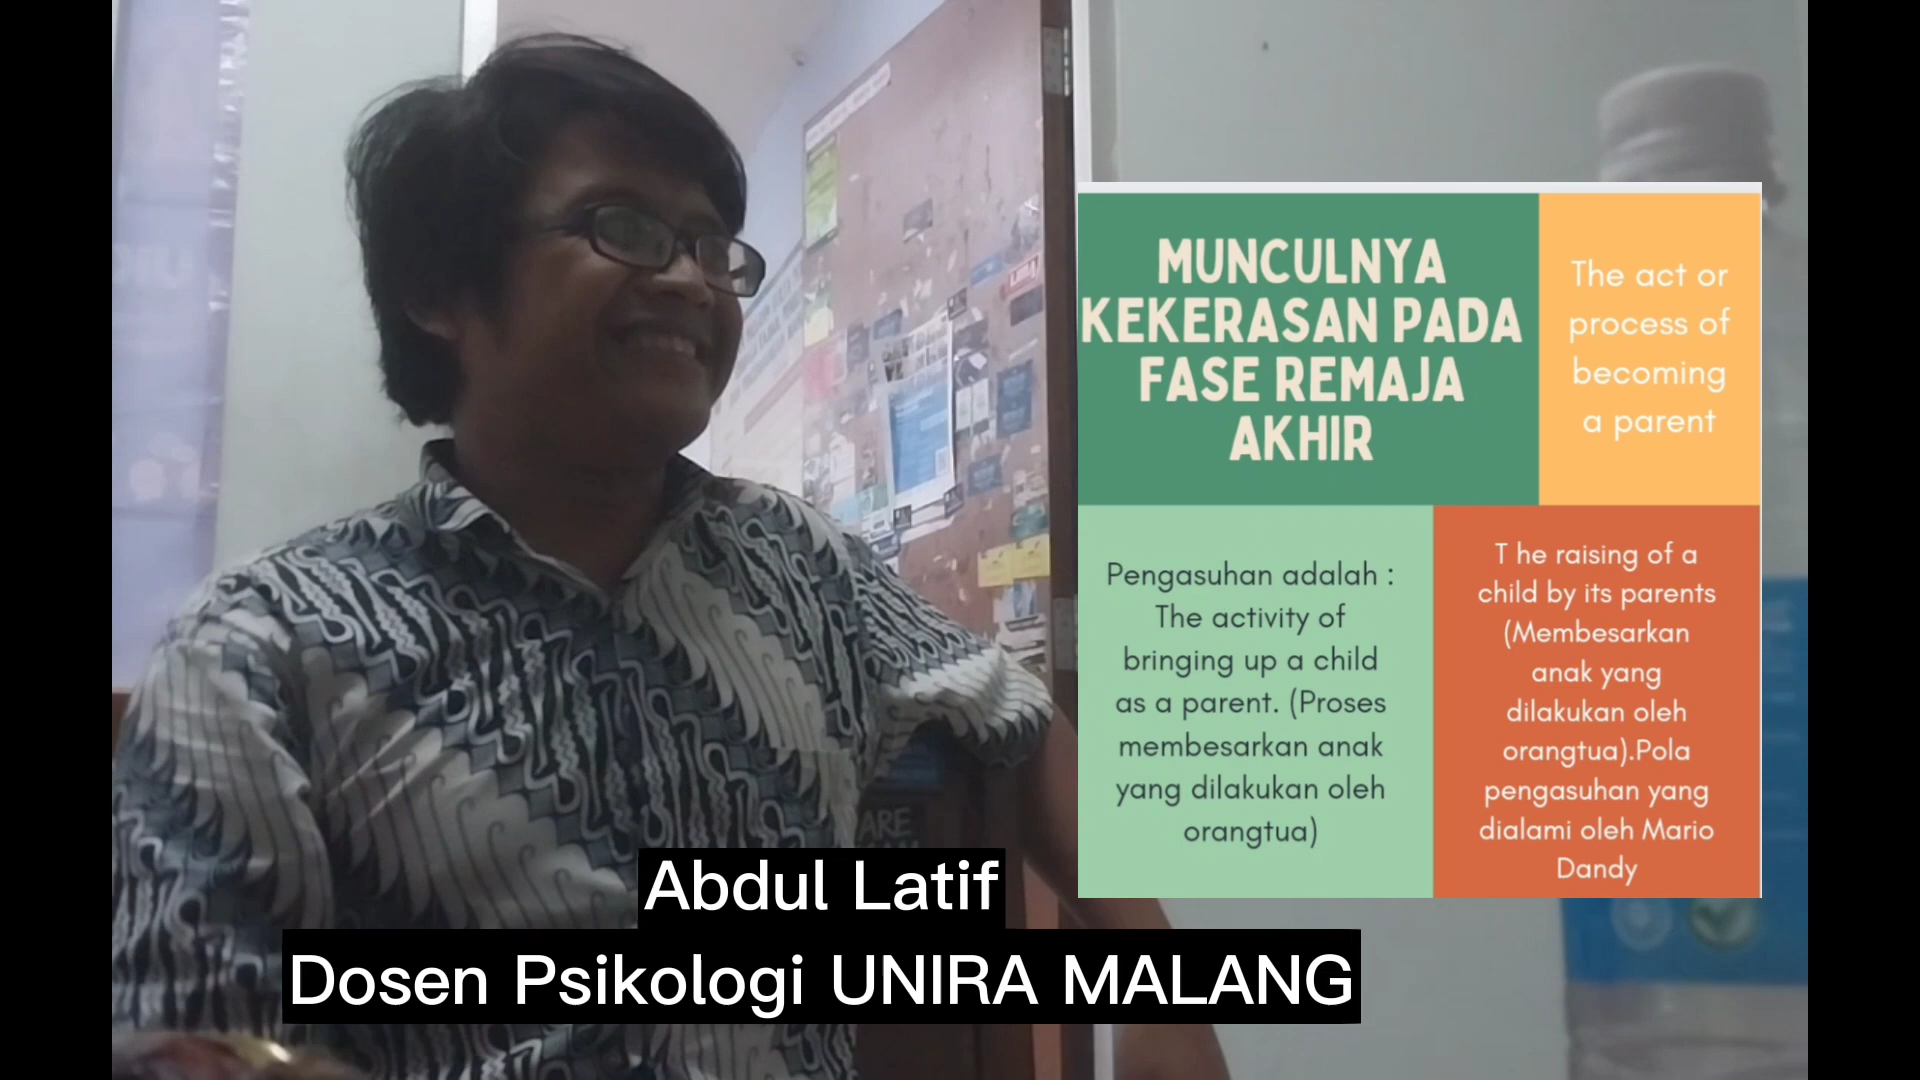 MUNCULNYA
KEKERASAN PADA
FASE REMAJA
AKHIR
The act or
process of
becoming
a parent
Pengasuhan adalah :
The activity of
bringing up a child
as a parent. (Proses
membesarkan anak
yang dilakukan oleh
orangtua)
T he raising of a
child by its parents
(Membesarkan
anak yang
dilakukan oleh
orangtua).Pola
pengasuhan yang
dialami oleh Mario
Dandy
ARE
Abdul Latif
Dosen Psikologi UNIRA MALANG